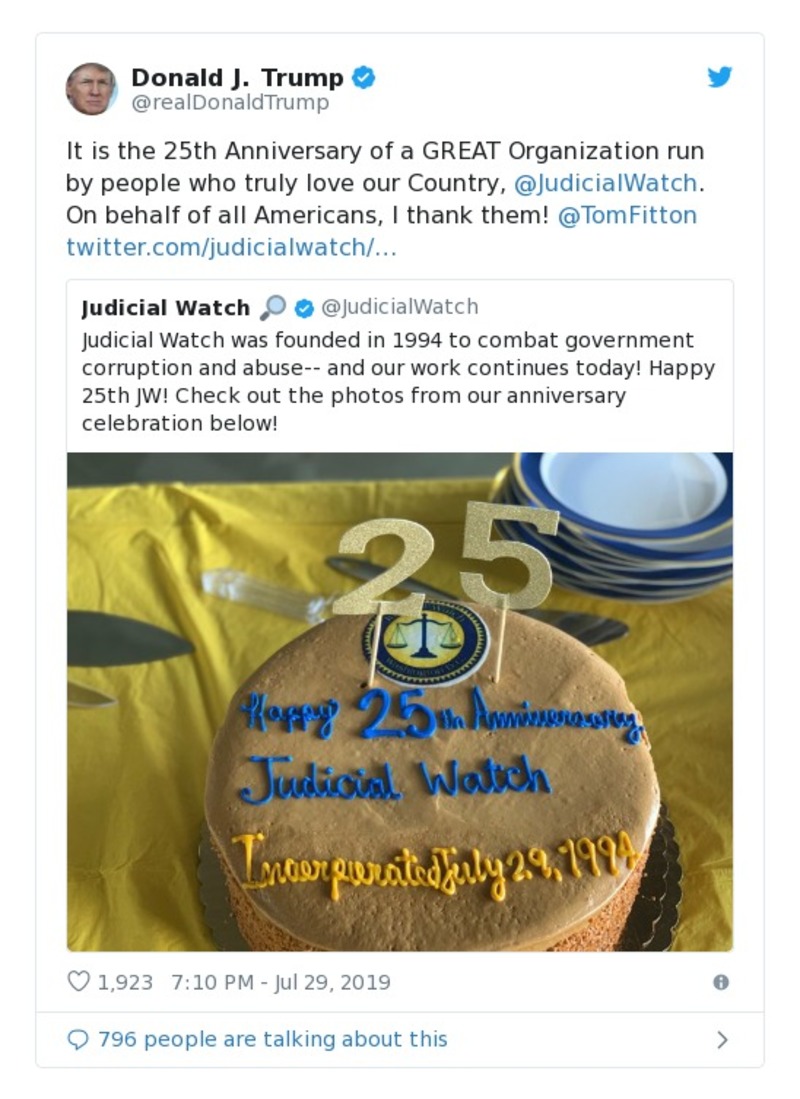 Donald J. Trump
@realDonaldTrump
It is the 25th Anniversary of a GREAT Organization run
by people who truly love our Country, @JudicialWatch.
On behalf of all Americans, I thank them! @TomFitton
twitter.com/judicialwatch/...
Judicial Watch @JudicialWatch
Judicial Watch was founded in 1994 to combat government
corruption and abuse-- and our work continues today! Happy
25th JW! Check out the photos from our anniversary
celebration below!
25
Happy 25th Anniversary,
Judicial Watch
Incorporated July 29, 1994
1,923 7:10 PM - Jul 29, 2019
796 people are talking about this